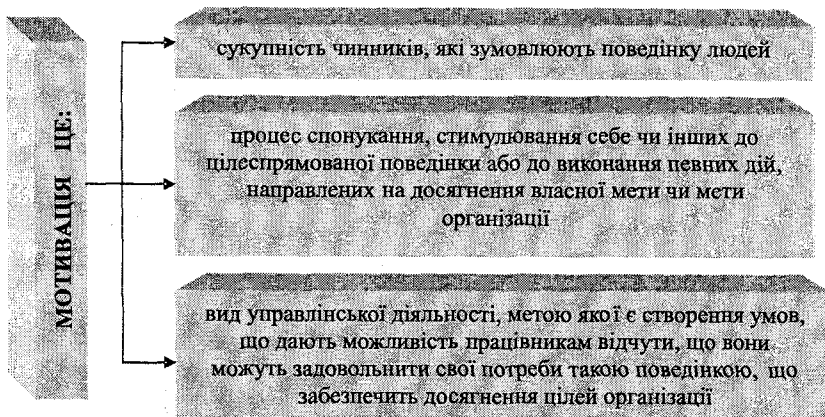 МОТИВАЦІЯ ЦЕ:
сукупність чинників, які зумовлюють поведінку людей
процес спонукання, стимулювання себе чи інших до
цілеспрямованої поведінки або до виконання певних дій,
направлених на досягнення власної мети чи мети
організації
вид управлінської діяльності, метою якої є створення умов,
що дають можливість працівникам відчути, що вони
можуть задовольнити свої потреби такою поведінкою, що
забезпечить досягнення цілей організації